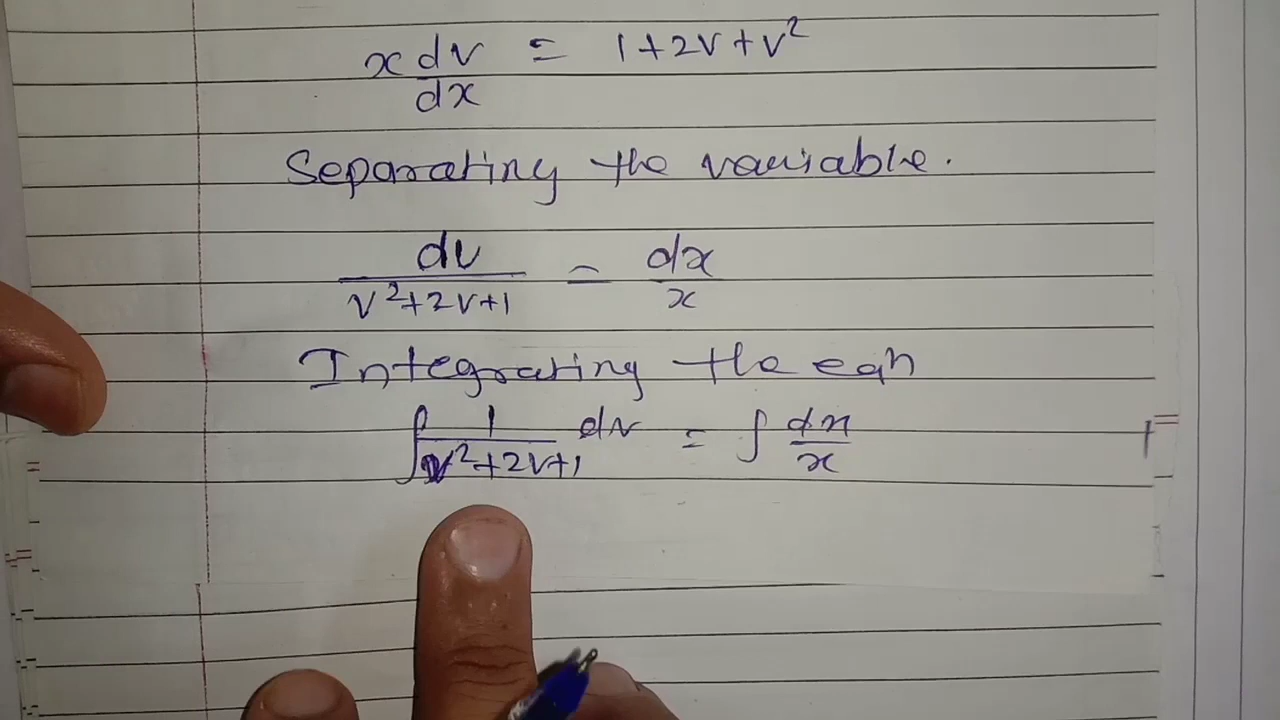 x dv/dx = 1+2v+v²
Separating the variable.
dv/v²+2v+1 = dx/x
Integrating the eqn
∫ 1/v²+2v+1 dv = ∫ dx/x